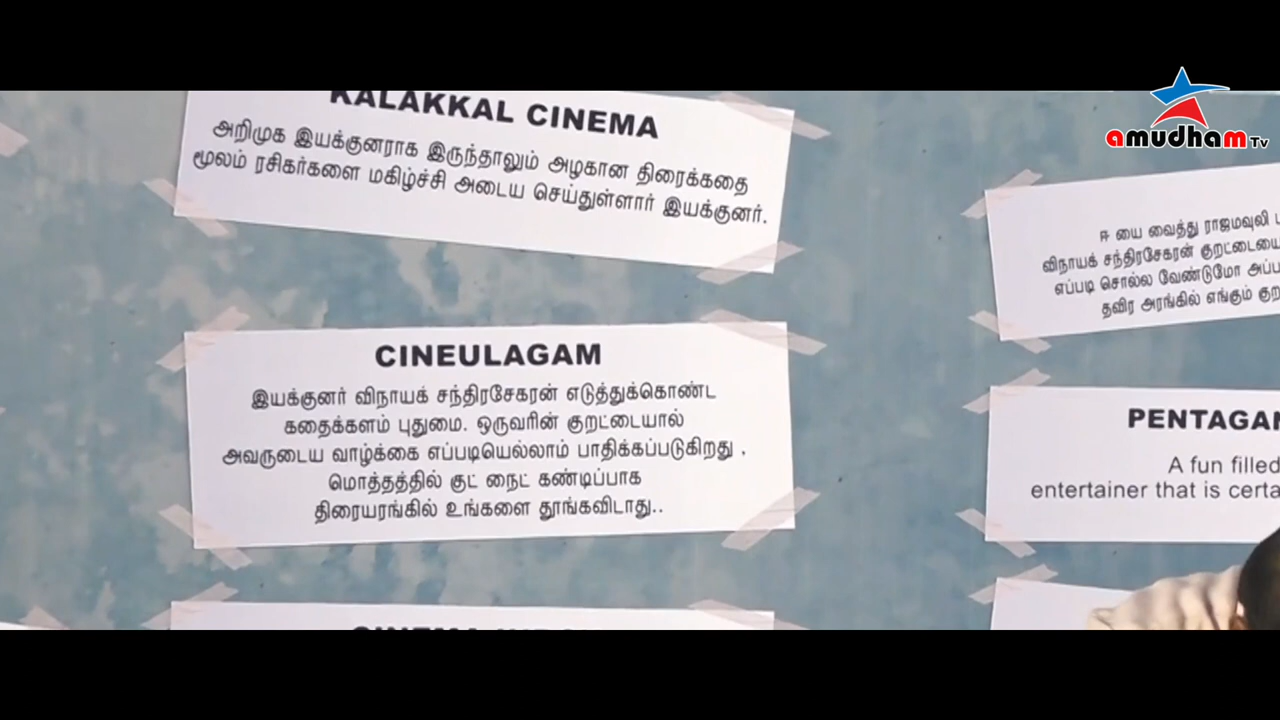 KALAKKAL CINEMA
அறிமுக இயக்குனராக இருந்தாலும் அழகான திரைக்கதை
மூலம் ரசிகர்களை மகிழ்ச்சி அடைய செய்துள்ளார் இயக்குனர்.
CINEULAGAM
இயக்குனர் விநாயக் சந்திரசேகரன் எடுத்துக்கொண்ட
கதைக்களம் புதுமை. ஒருவரின் குறட்டையால்
அவருடைய வாழ்க்கை எப்படியெல்லாம் பாதிக்கப்படுகிறது .
மொத்தத்தில் குட் நைட் கண்டிப்பாக
திரையரங்கில் உங்களை தூங்கவிடாது..
CINEMA
amudham Tv
ஈ யை வைத்து ராஜமவுலி
விநாயக் சந்திரசேகரன் குறட்டையை
எப்படி சொல்ல வேண்டுமோ
தவிர அரங்கில் எங்கும்
A fun filled
entertainer that is